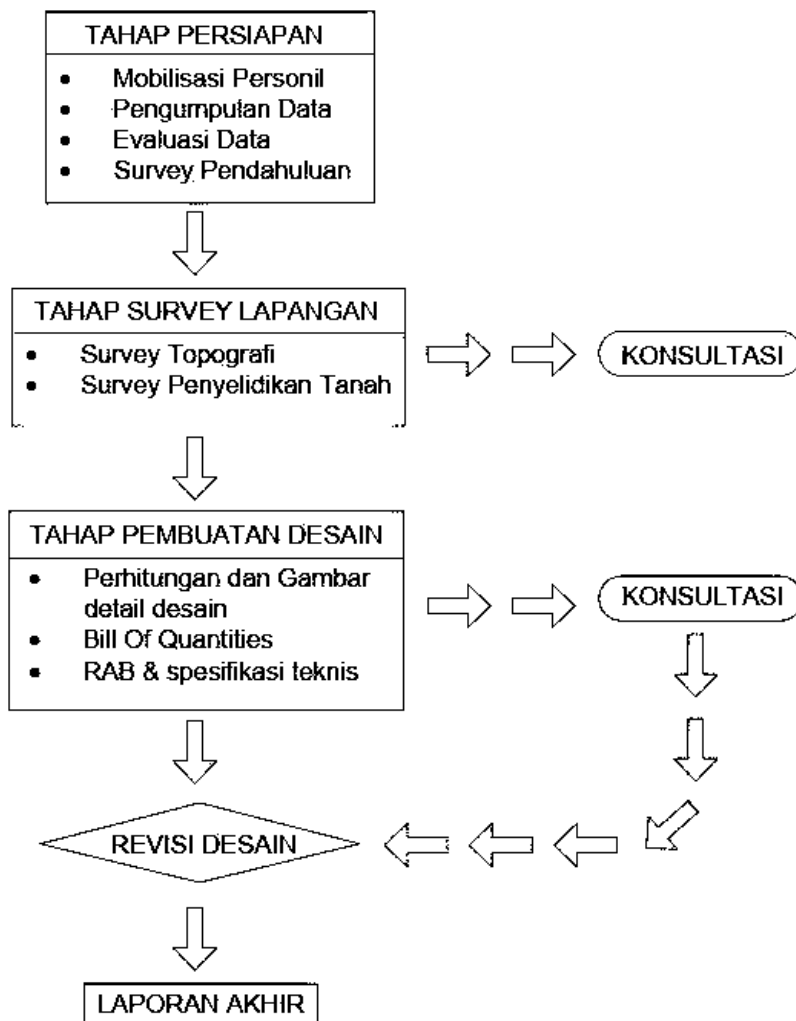 TAHAP PERSIAPAN
• Mobilisasi Personil
• Pengumpulan Data
• Evaluasi Data
• Survey Pendahuluan
TAHAP SURVEY LAPANGAN
• Survey Topografi
• Survey Penyelidikan Tanah
KONSULTASI
TAHAP PEMBUATAN DESAIN
• Perhitungan dan Gambar
detail desain
• Bill Of Quantities
• RAB & spesifikasi teknis
KONSULTASI
REVISI DESAIN
LAPORAN AKHIR